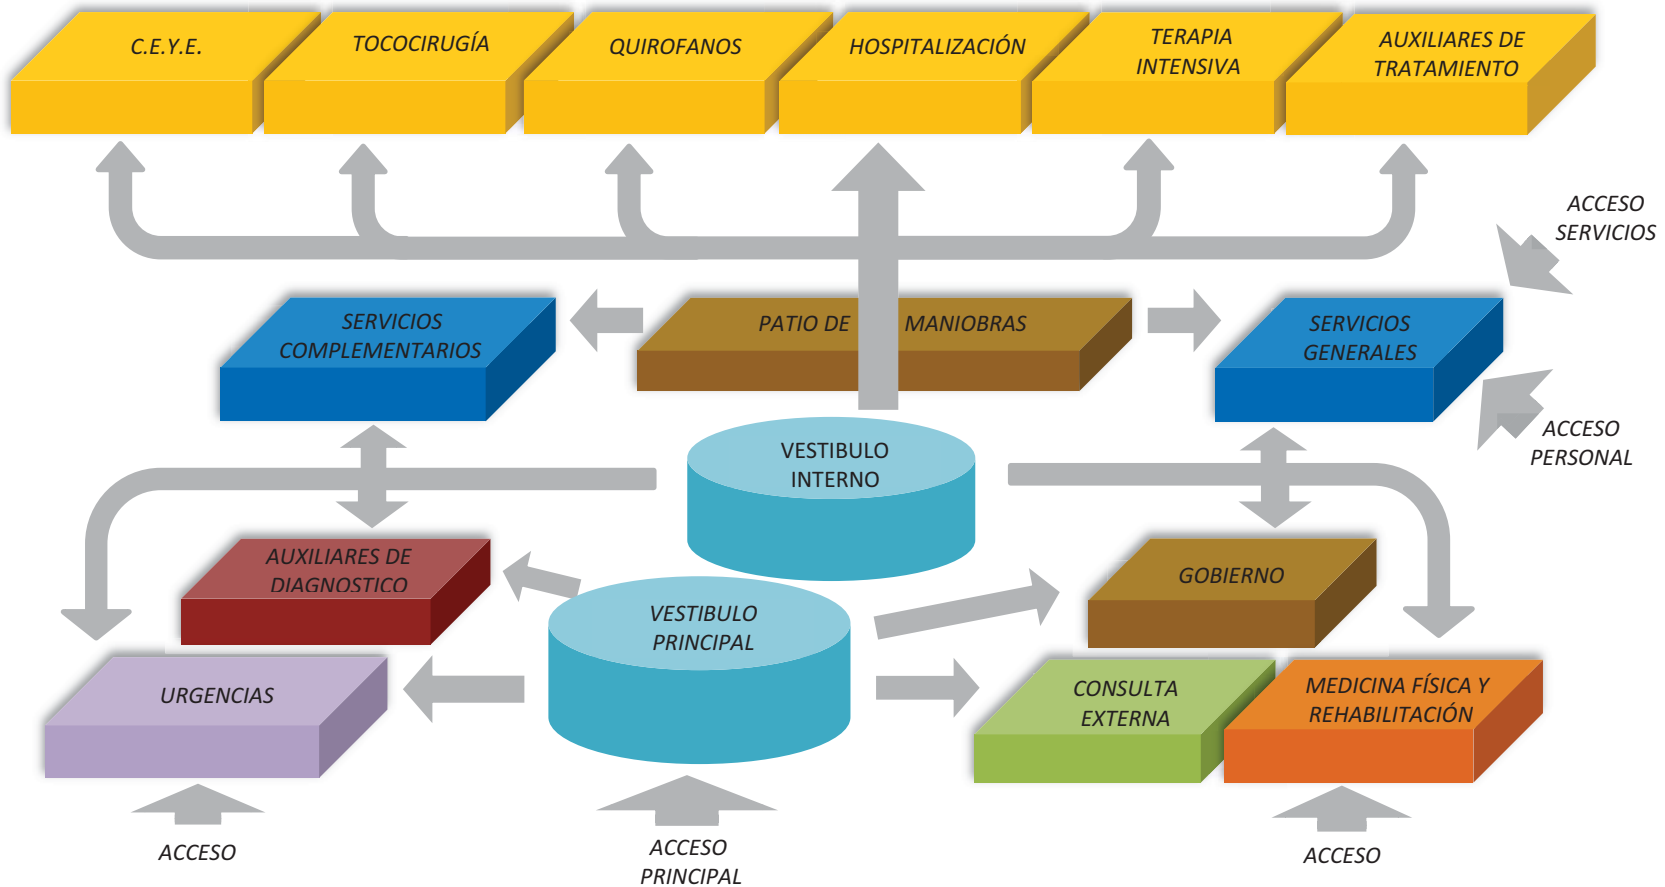 C.E.Y.E.
TOCOCIRUGÍA
QUIROFANOS
HOSPITALIZACIÓN
TERAPIA
INTENSIVA
AUXILIARES DE
TRATAMIENTO
ACCESO
SERVICIOS
SERVICIOS
COMPLEMENTARIOS
PATIO DE MANIOBRAS
SERVICIOS
GENERALES
ACCESO
PERSONAL
VESTIBULO
INTERNO
AUXILIARES DE
DIAGNOSTICO
GOBIERNO
VESTIBULO
PRINCIPAL
URGENCIAS
CONSULTA
EXTERNA
MEDICINA FÍSICA Y
REHABILITACIÓN
ACCESO
ACCESO
PRINCIPAL
ACCESO